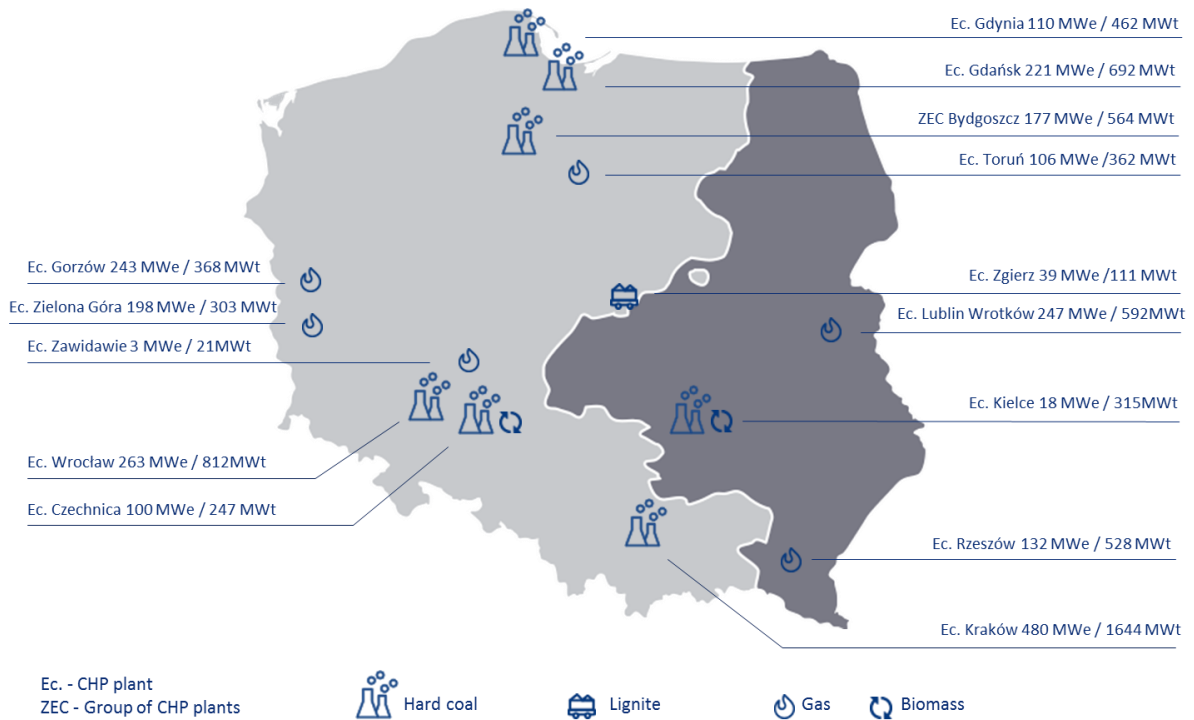 Ec. Gdynia 110 MWe / 462 MWt
Ec. Gdańsk 221 MWe / 692 MWt
ZEC Bydgoszcz 177 MWe / 564 MWt
Ec. Toruń 106 MWe /362 MWt
Ec. Gorzów 243 MWe / 368 MWt
Ec. Zielona Góra 198 MWe / 303 MWt
Ec. Zawidawie 3 MWe / 21MWt
Ec. Wrocław 263 MWe / 812MWt
Ec. Czechnica 100 MWe / 247 MWt
Ec. Zgierz 39 MWe /111 MWt
Ec. Lublin Wrotków 247 MWe / 592MWt
Ec. Kielce 18 MWe / 315MWt
Ec. Rzeszów 132 MWe / 528 MWt
Ec. Kraków 480 MWe / 1644 MWt
Ec. - CHP plant
ZEC - Group of CHP plants
Hard coal
Lignite
Gas
Biomass